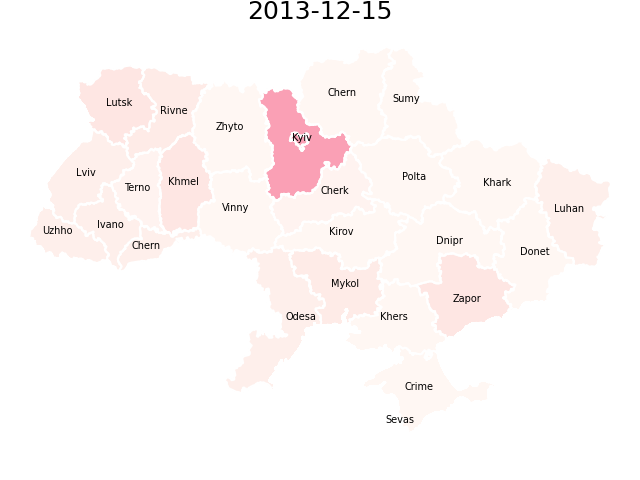 2013-12-15
Chern
Sumy
Lutsk
Rivne
Zhyto
Kyiv
Lviv
Terno
Khmel
Polta
Khark
Cherk
Vinny
Luhan
Ivano
Uzhho
Chern
Kirov
Dnipr
Donet
Mykol
Zapor
Odesa
Khers
Crime
Sevas